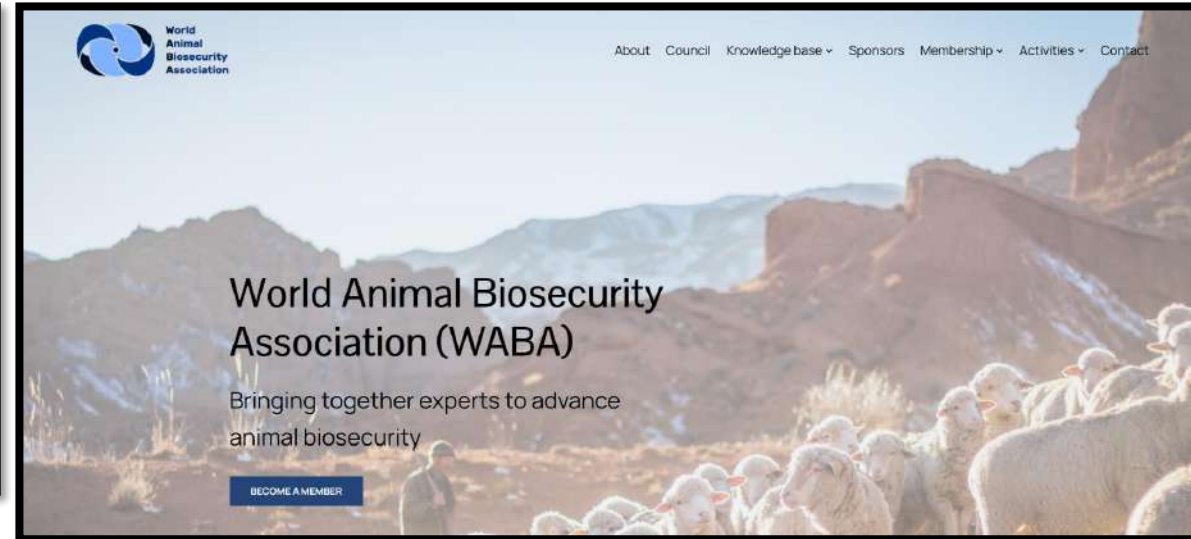 World
Animal
Biosecurity
Association
About Council Knowledge base Sponsors Membership Activities Contact
World Animal Biosecurity
Association (WABA)
Bringing together experts to advance
animal biosecurity
BECOME A MEMBER